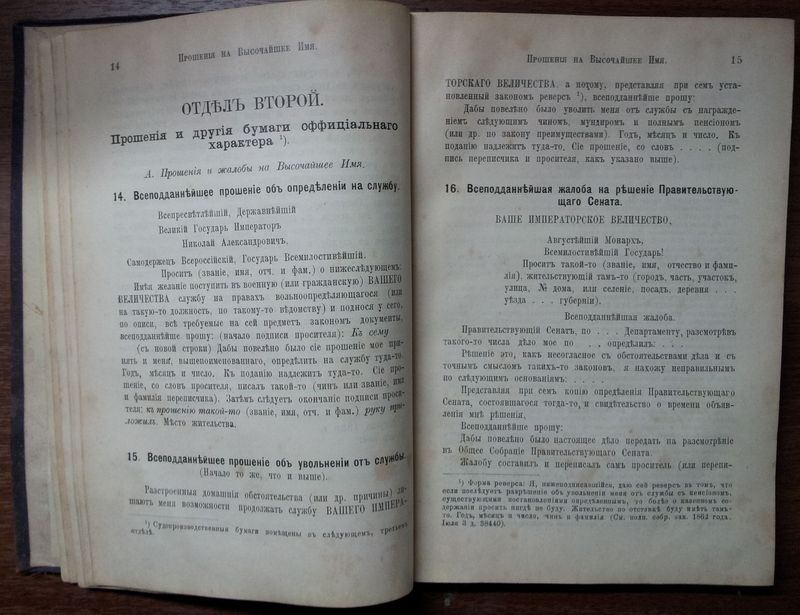 14
Прошенія на Высочайшее Имя.
ОТДѢЛЪ ВТОРОЙ.
Прошенія и другія бумаги оффиціальнаго
характера ¹).
А. Прошенія и жалобы на Высочайшее Имя.
14. Всеподданнѣйшее прошеніе объ опредѣленіи на службу.
Всепресвѣтлѣйшій, Державнѣйшій
Великій Государь Императоръ
Николай Александровичъ.
Самодержецъ Всероссійскій, Государь Всемилостивѣйшій.
Проситъ (званіе, имя, отч. и фам.) о нижеслѣдующемъ:
Имѣя желаніе поступить въ военную (или гражданскую) ВАШЕГО
ВЕЛИЧЕСТВА службу на правахъ вольноопредѣляющагося (или
на такую-то должность, по такому-то вѣдомству) и поднося у сего,
по описи, всѣ требуемые на сей предметъ закономъ документы,
всеподданнѣйше прошу: (начало подписи просителя): Къ сему
(съ новой строки) Дабы повелѣно было сіе прошеніе мое при-
нять и меня, вышепоименованнаго, опредѣлить на службу туда-то.
Годъ, мѣсяцъ и число. Къ поданію надлежитъ туда-то. Сіе про-
шеніе, со словъ просителя, писалъ такой-то (чинъ или званіе, имя
и фамилія переписчика). Затѣмъ слѣдуетъ окончаніе подписи проси-
теля: къ прошенію такой-то (званіе, имя, отч. и фам.) руку при-
ложилъ. Мѣсто жительства.
15. Всеподданнѣйшее прошеніе объ увольненіи отъ службы.
(Начало то же, что и выше).
Разстроенныя домашнія обстоятельства (или др. причины) ли-
шаютъ меня возможности продолжать службу ВАШЕГО ИМПЕРА-
¹) Судопроизводственныя бумаги помѣщены въ слѣдующемъ, третьемъ
отдѣлѣ.
Прошенія на Высочайшее Имя.
15
ТОРСКАГО ВЕЛИЧЕСТВА, а потому, представляя при семъ уста-
новленный закономъ реверсъ ¹), всеподданнѣйше прошу:
Дабы повелѣно было уволить меня отъ службы съ награжде-
ніемъ слѣдующимъ чиномъ, мундиромъ и полнымъ пенсіономъ
(или др. по закону преимуществами). Годъ, мѣсяцъ и число. Къ
поданію надлежитъ туда-то. Сіе прошеніе, со словъ . . . . (под-
пись переписчика и просителя, какъ указано выше).
16. Всеподданнѣйшая жалоба на рѣшеніе Правительствую-
щаго Сената.
ВАШЕ ИМПЕРАТОРСКОЕ ВЕЛИЧЕСТВО,
Августѣйшій Монархъ,
Всемилостивѣйшій Государь!
Проситъ такой-то (званіе, имя, отчество и фами-
лія), жительствующій тамъ-то (городъ, часть, участокъ,
улица, № дома, или селеніе, посадъ, деревня . . .
уѣзда . . . губерніи).
Всеподданнѣйшая жалоба.
Правительствующій Сенатъ, по . . . Департаменту, разсмотрѣвъ
такого-то числа дѣло мое по . . . опредѣлилъ: . . .
Рѣшеніе это, какъ несогласное съ обстоятельствами дѣла и съ
точнымъ смысломъ такихъ-то законовъ, я нахожу неправильнымъ
по слѣдующимъ основаніямъ: . . . .
Представляя при семъ копію опредѣленія Правительствующаго
Сената, состоявшагося тогда-то, и свидѣтельство о времени объяв-
ленія мнѣ рѣшенія,
Всеподданнѣйше прошу:
Дабы повелѣно было настоящее дѣло передать на разсмотрѣніе
въ Общее Собраніе Правительствующаго Сената.
Жалобу составилъ и переписалъ самъ проситель (или перепи-
¹) Форма реверса: Я, нижеподписавшійся, даю сей реверсъ въ томъ, что
если послѣдуетъ разрѣшеніе объ увольненіи меня отъ службы съ пенсіономъ,
существующими постановленіями опредѣленнымъ, то болѣе о казенномъ со-
держаніи просить нигдѣ не буду. Жительство по отставкѣ буду имѣть тамъ-
то. Годъ, мѣсяцъ и число, чинъ и фамилія (См. полн. собр. зак. 1862 года.
Іюля 3 д. 38440).